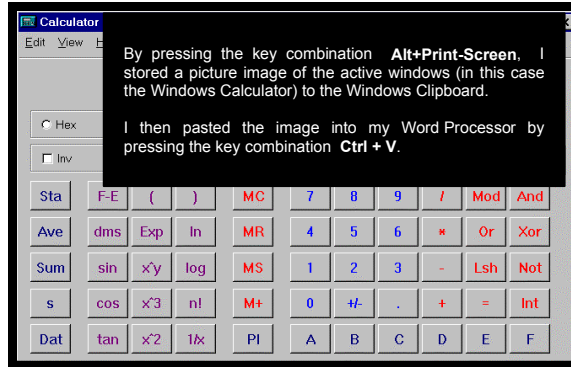 Calculator
Edit View H
By pressing the key combination Alt+Print-Screen, I
stored a picture image of the active windows (in this case
the Windows Calculator) to the Windows Clipboard.
I then pasted the image into my Word Processor by
pressing the key combination Ctrl + V.
Hex
Inv
Sta F-E ( ) MC 7 8 9 / Mod And
Ave dms Exp ln MR 4 5 6 * Or Xor
Sum sin x^y log MS 1 2 3 - Lsh Not
s cos x^3 n! M+ 0 +/- . + = Int
Dat tan x^2 1/x PI A B C D E F